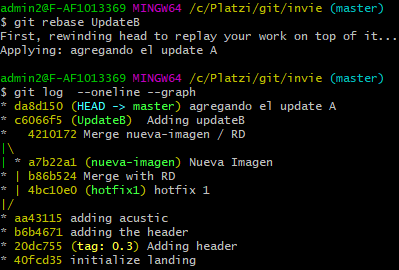 admin2@F-AF1013369 MINGW64 /c/Platzi/git/invie (master)
$ git rebase UpdateB
First, rewinding head to replay your work on top of it...
Applying: agregando el update A

admin2@F-AF1013369 MINGW64 /c/Platzi/git/invie (master)
$ git log  --oneline --graph
* da8d150 (HEAD -> master) agregando el update A
* c6066f5 (UpdateB)  Adding updateB
*   4210172 Merge nueva-imagen / RD
|\
| * a7b22a1 (nueva-imagen) Nueva Imagen
* | b86b524 Merge with RD
* | 4bc10e0 (hotfix1) hotfix 1
|/
* aa43115 adding acustic
* b6b4671 adding the header
* 20dc755 (tag: 0.3) Adding header
* 40fcd35 initialize landing